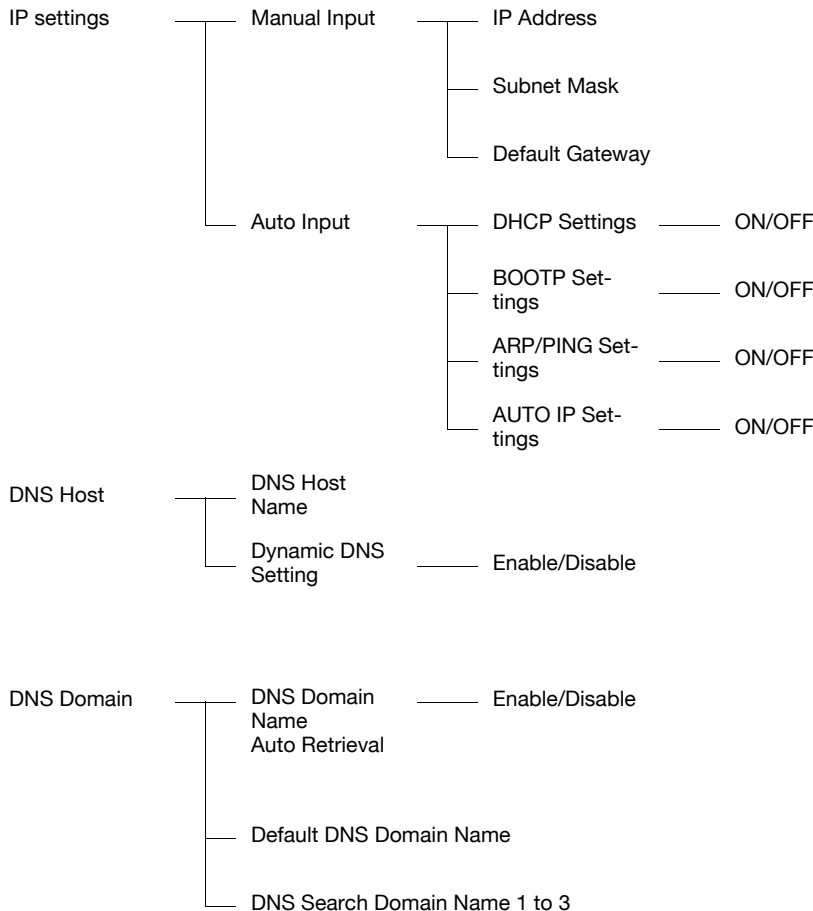 IP settings
Manual Input
IP Address
Subnet Mask
Default Gateway
Auto Input
DHCP Settings
ON/OFF
BOOTP Set-
tings
ON/OFF
ARP/PING Set-
tings
ON/OFF
AUTO IP Set-
tings
ON/OFF
DNS Host
DNS Host
Name
Dynamic DNS
Setting
Enable/Disable
DNS Domain
DNS Domain
Name
Auto Retrieval
Enable/Disable
Default DNS Domain Name
DNS Search Domain Name 1 to 3